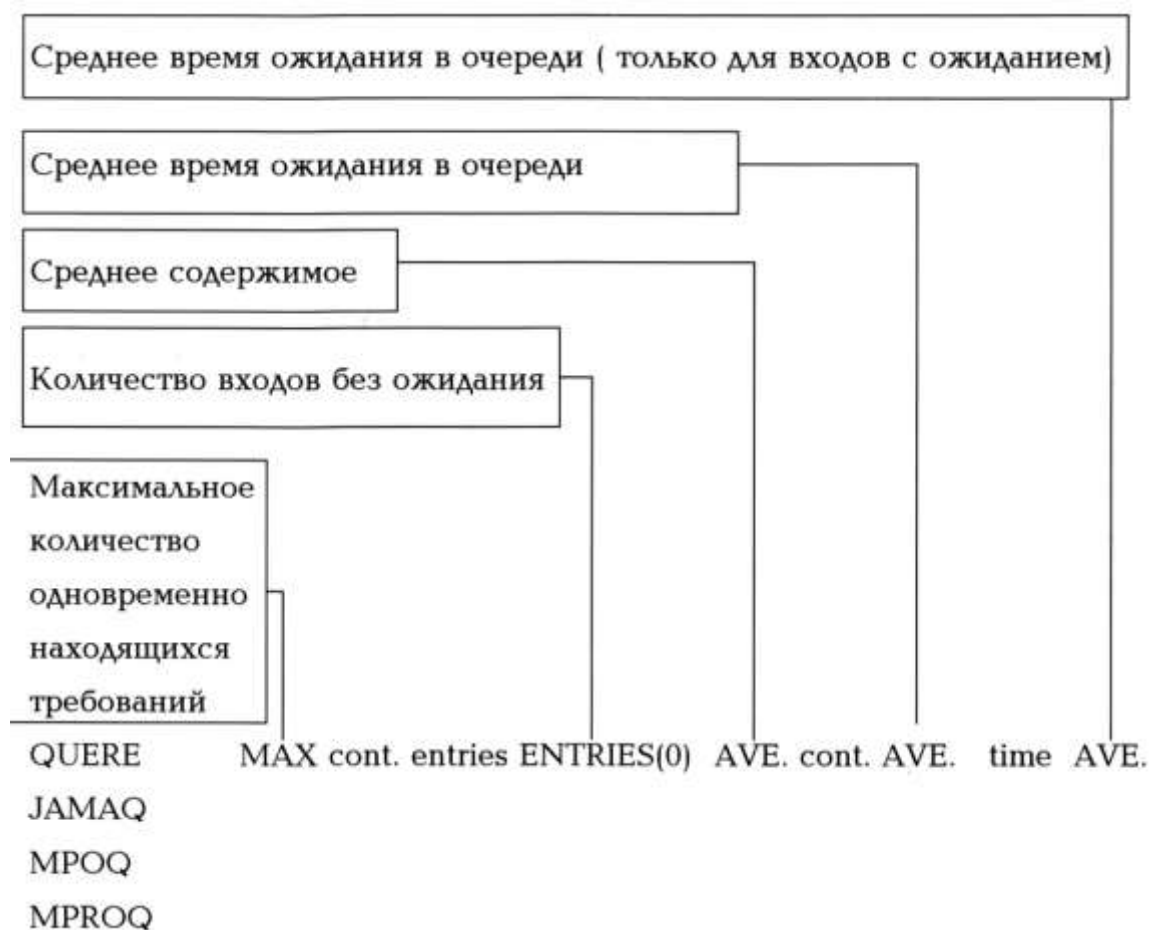 Среднее время ожидания в очереди ( только для входов с ожиданием)
Среднее время ожидания в очереди
Среднее содержимое
Количество входов без ожидания
Максимальное
количество
одновременно
находящихся
требований
QUERE MAX cont. entries ENTRIES(0) AVE. cont. AVE. time AVE.
JAMAQ
MPOQ
MPROQ